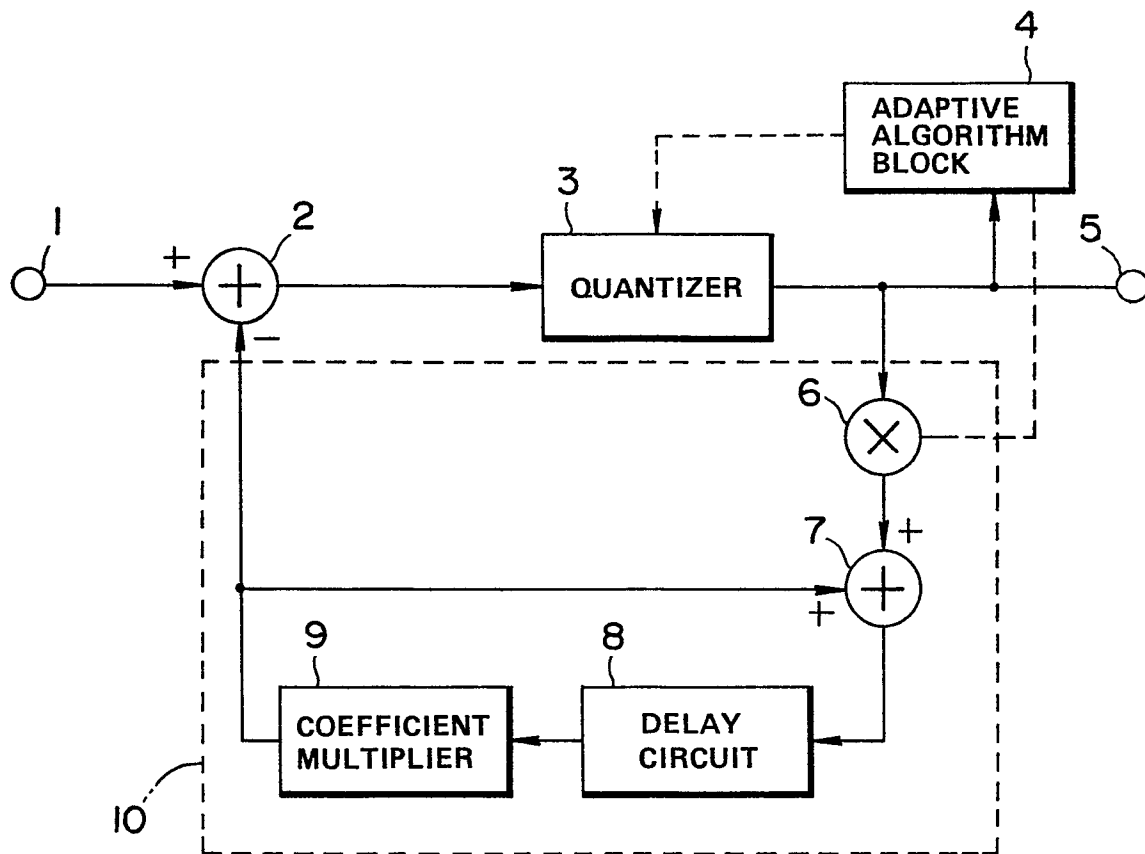 4
ADAPTIVE
ALGORITHM
BLOCK
3
1
2
5
+
+
QUANTIZER
−
6
×
7
+
+
+
9
8
COEFFICIENT
MULTIPLIER
DELAY
CIRCUIT
10